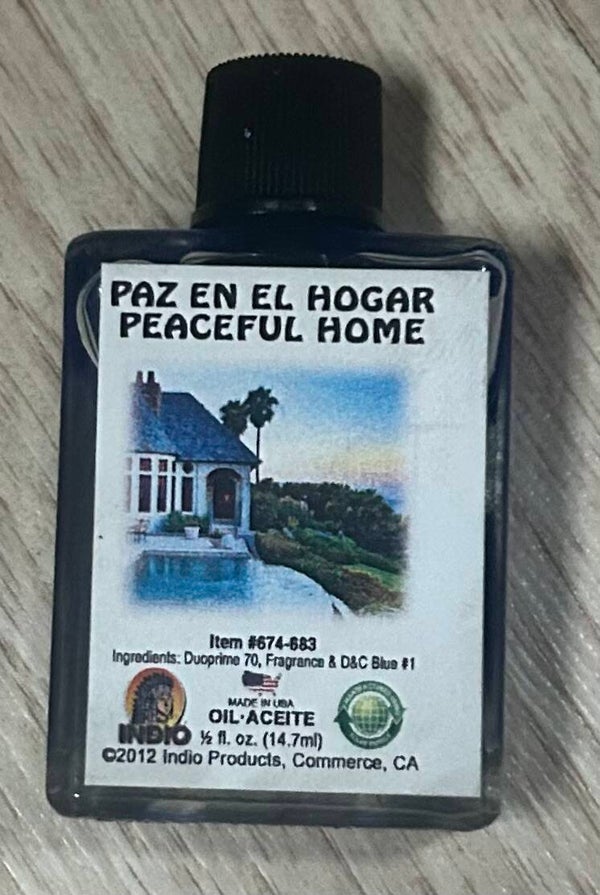 PAZ EN EL HOGAR
PEACEFUL HOME
Item #674-683
Ingredients: Duoprime 70, Fragrance & D&C Blue #1
MADE IN USA
OIL·ACEITE
INDIO
½ fl. oz. (14.7ml)
©2012 Indio Products, Commerce, CA